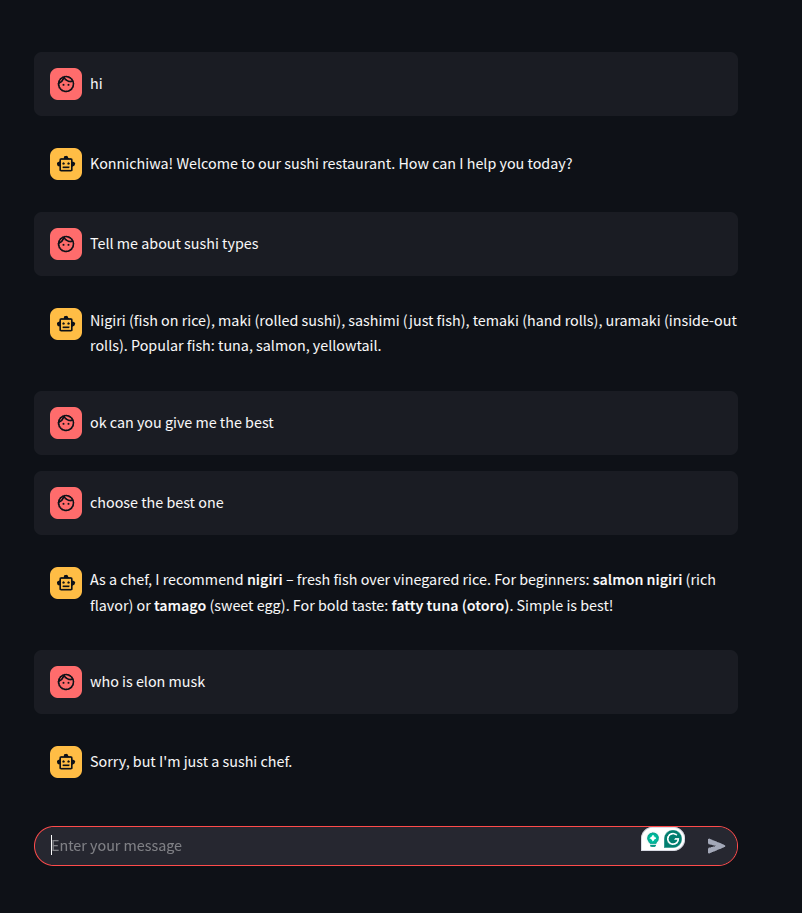 hi
Konnichiwa! Welcome to our sushi restaurant. How can I help you today?
Tell me about sushi types
Nigiri (fish on rice), maki (rolled sushi), sashimi (just fish), temaki (hand rolls), uramaki (inside-out
rolls). Popular fish: tuna, salmon, yellowtail.
ok can you give me the best
choose the best one
As a chef, I recommend nigiri – fresh fish over vinegared rice. For beginners: salmon nigiri (rich
flavor) or tamago (sweet egg). For bold taste: fatty tuna (otoro). Simple is best!
who is elon musk
Sorry, but I'm just a sushi chef.
Enter your message